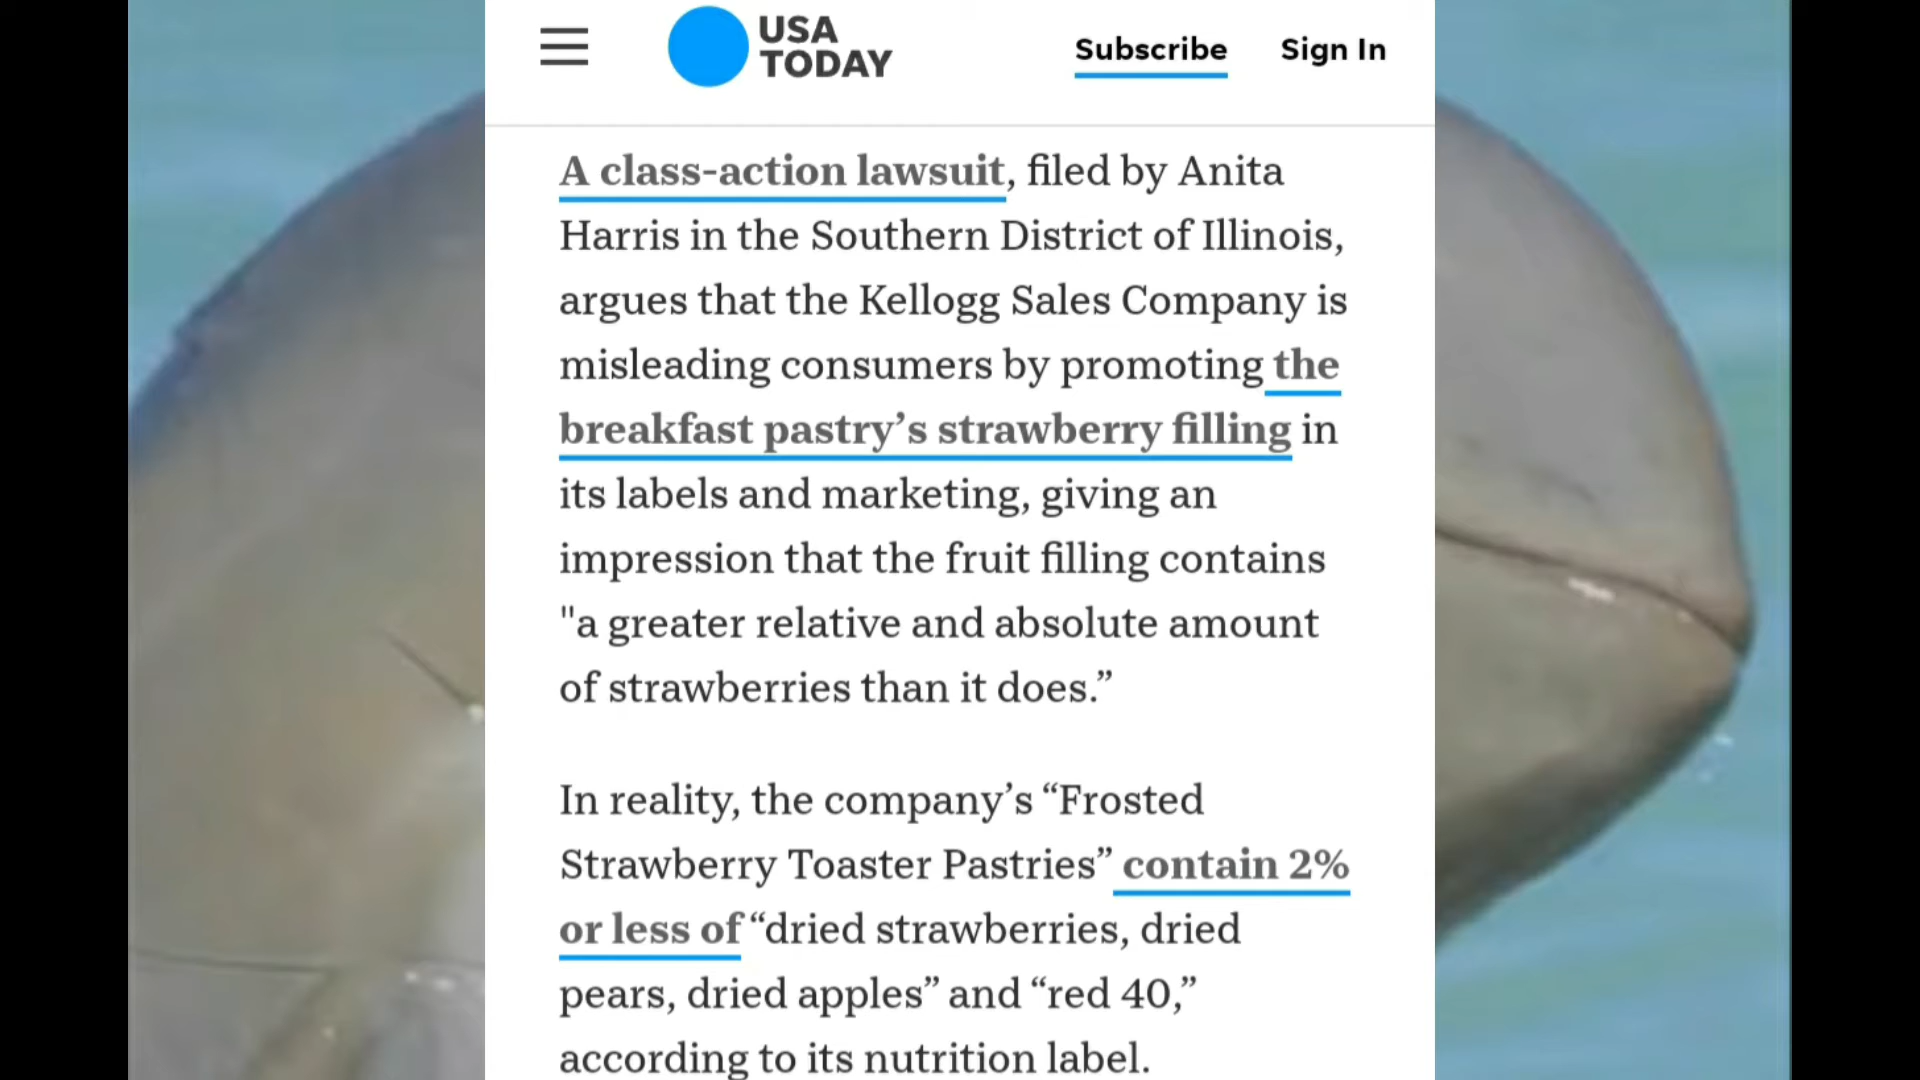 USA
TODAY
Subscribe
Sign In
A class-action lawsuit, filed by Anita
Harris in the Southern District of Illinois,
argues that the Kellogg Sales Company is
misleading consumers by promoting the
breakfast pastry’s strawberry filling in
its labels and marketing, giving an
impression that the fruit filling contains
"a greater relative and absolute amount
of strawberries than it does.”
In reality, the company’s “Frosted
Strawberry Toaster Pastries” contain 2%
or less of “dried strawberries, dried
pears, dried apples” and “red 40,”
according to its nutrition label.